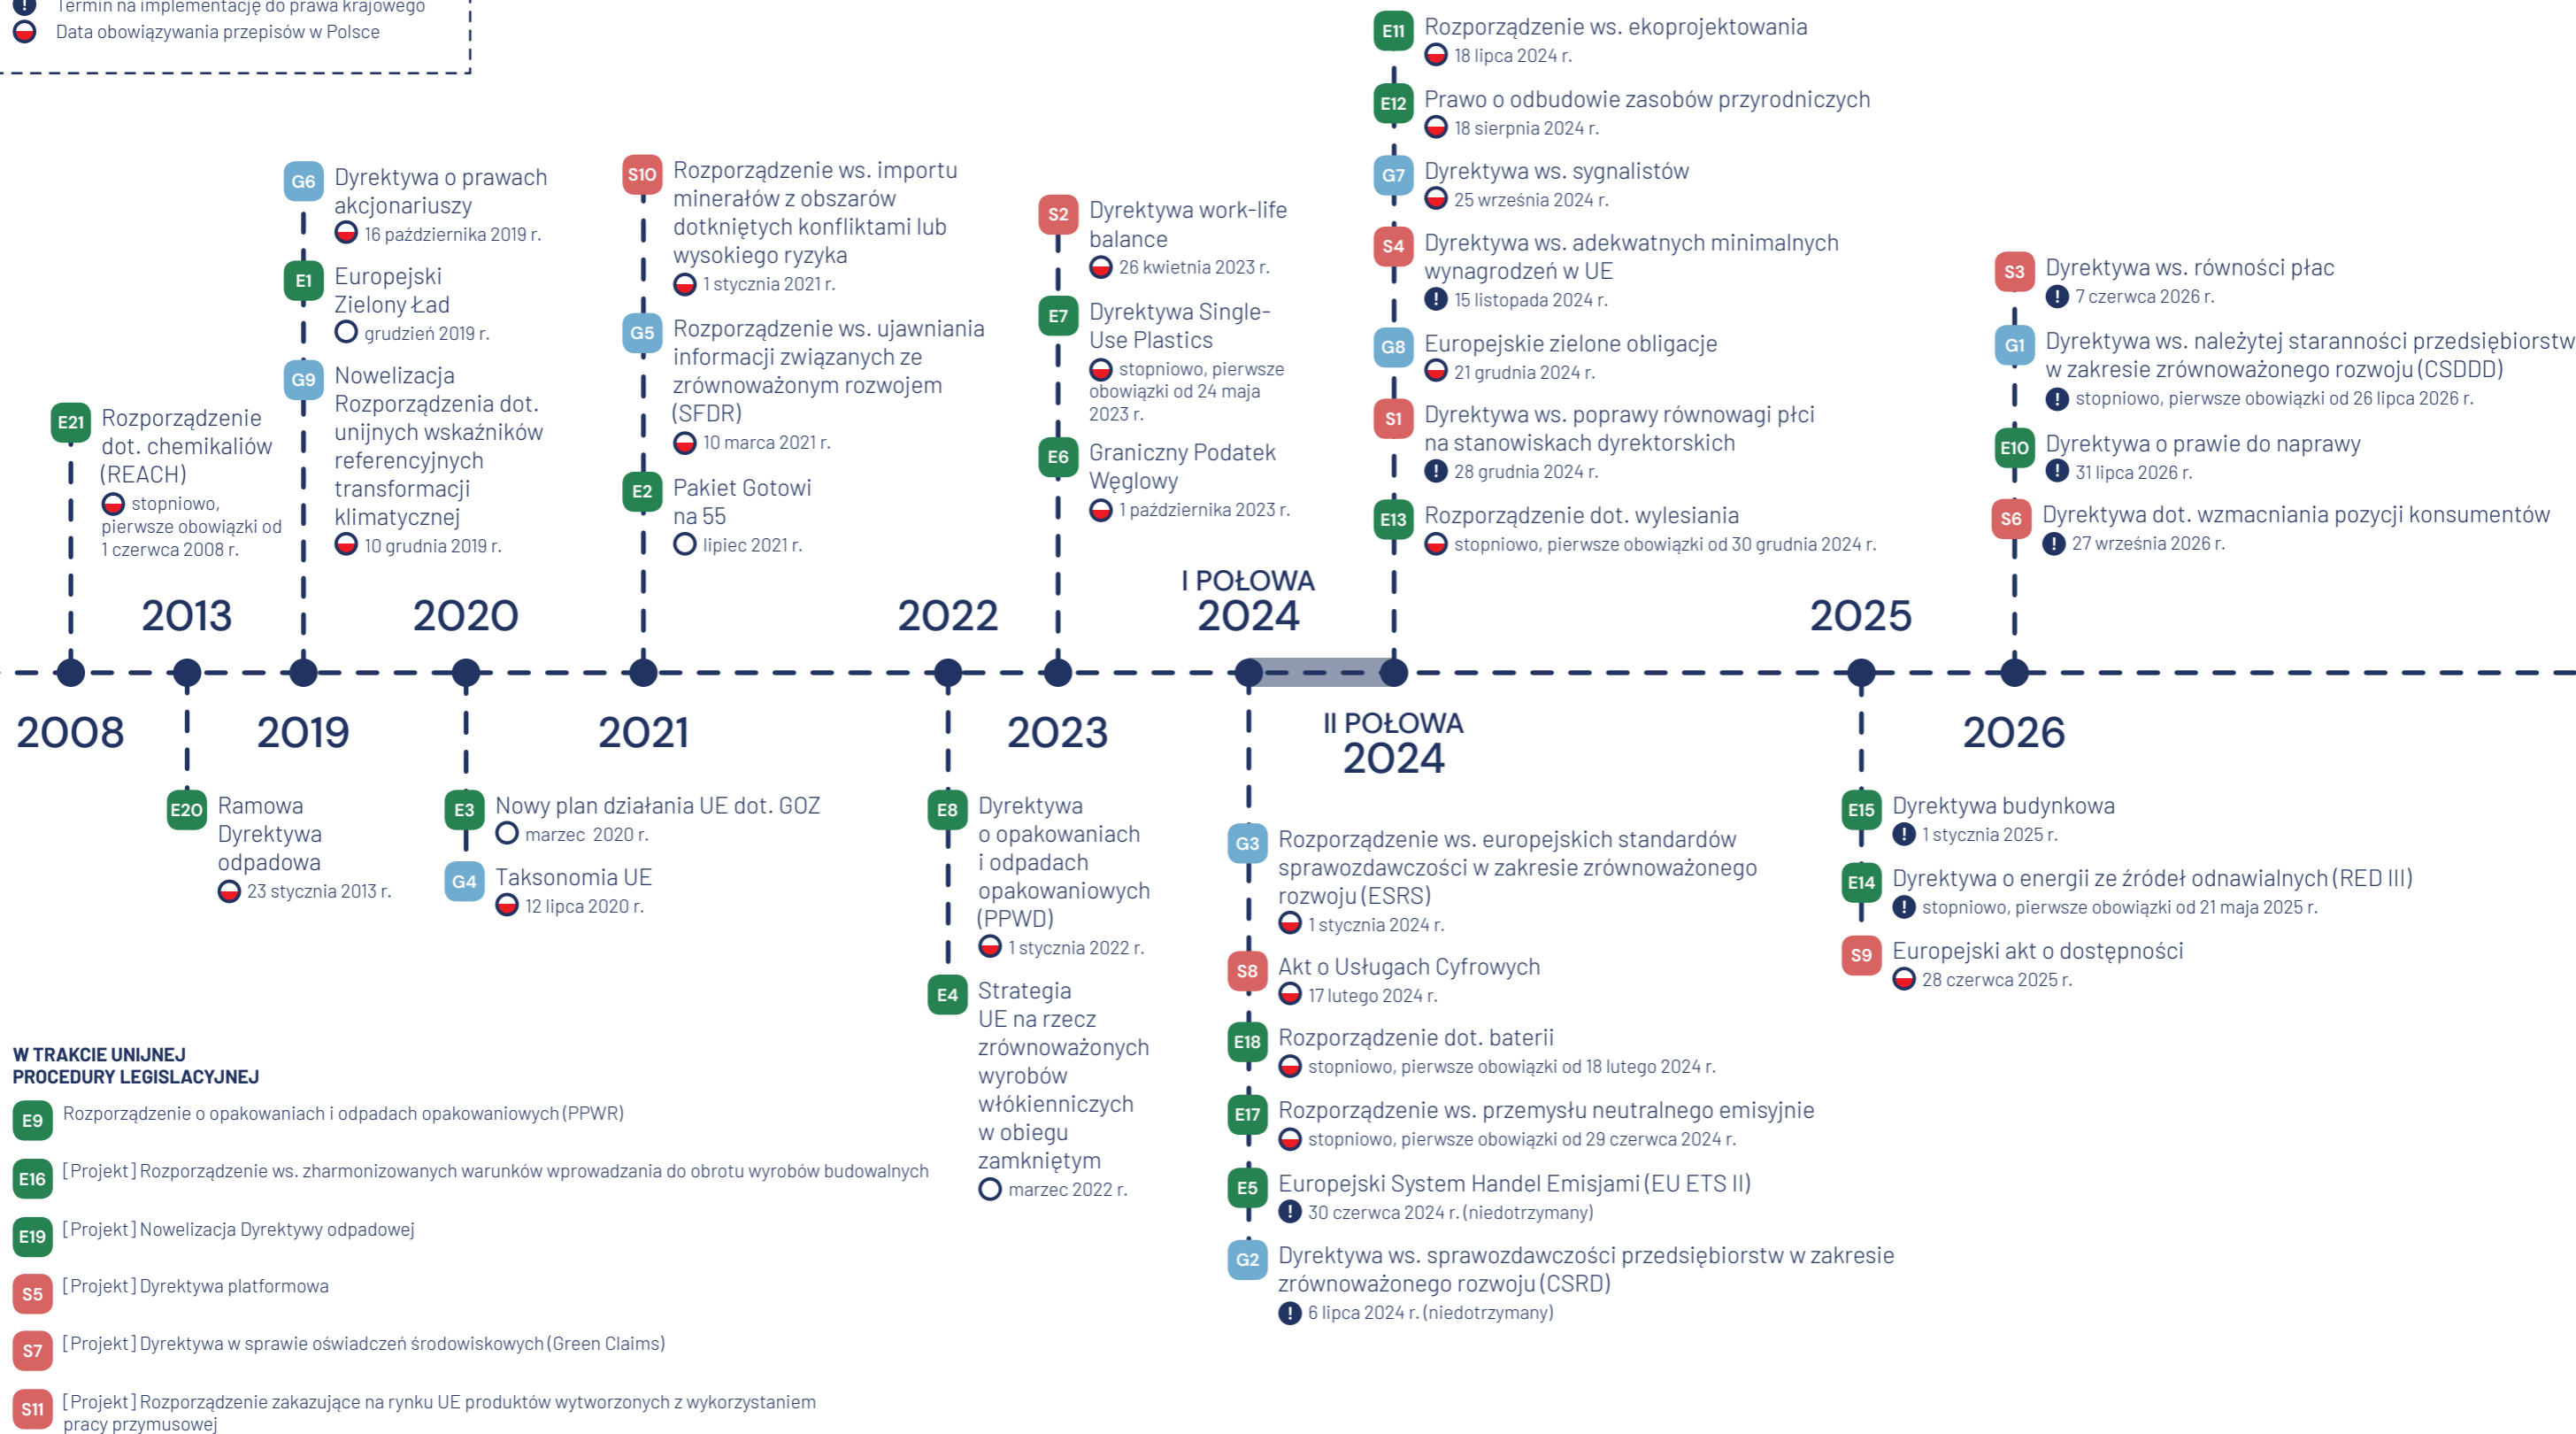 ! Termin na implementację do prawa krajowego
Data obowiązywania przepisów w Polsce
E21 Rozporządzenie
dot. chemikaliów
(REACH)
stopniowo,
pierwsze obowiązki od
1 czerwca 2008 r.
2008
2013
E20 Ramowa
Dyrektywa
odpadowa
23 stycznia 2013 r.
G6 Dyrektywa o prawach
akcjonariuszy
16 października 2019 r.
E1 Europejski
Zielony Ład
grudzień 2019 r.
G9 Nowelizacja
Rozporządzenia dot.
unijnych wskaźników
referencyjnych
transformacji
klimatycznej
10 grudnia 2019 r.
2019
2020
E3 Nowy plan działania UE dot. GOZ
marzec 2020 r.
G4 Taksonomia UE
12 lipca 2020 r.
S10 Rozporządzenie ws. importu
minerałów z obszarów
dotkniętych konfliktami lub
wysokiego ryzyka
1 stycznia 2021 r.
G5 Rozporządzenie ws. ujawniania
informacji związanych ze
zrównoważonym rozwojem
(SFDR)
10 marca 2021 r.
E2 Pakiet Gotowi
na 55
lipiec 2021 r.
2021
2022
E8 Dyrektywa
o opakowaniach
i odpadach
opakowaniowych
(PPWD)
1 stycznia 2022 r.
E4 Strategia
UE na rzecz
zrównoważonych
wyrobów
włókienniczych
w obiegu
zamkniętym
marzec 2022 r.
S2 Dyrektywa work-life
balance
26 kwietnia 2023 r.
E7 Dyrektywa Single-
Use Plastics
stopniowo, pierwsze
obowiązki od 24 maja
2023 r.
E6 Graniczny Podatek
Węglowy
1 października 2023 r.
2023
I POŁOWA
2024
G3 Rozporządzenie ws. europejskich standardów
sprawozdawczości w zakresie zrównoważonego
rozwoju (ESRS)
1 stycznia 2024 r.
S8 Akt o Usługach Cyfrowych
17 lutego 2024 r.
E18 Rozporządzenie dot. baterii
stopniowo, pierwsze obowiązki od 18 lutego 2024 r.
E17 Rozporządzenie ws. przemysłu neutralnego emisyjnie
stopniowo, pierwsze obowiązki od 29 czerwca 2024 r.
E5 Europejski System Handel Emisjami (EU ETS II)
! 30 czerwca 2024 r. (niedotrzymany)
G2 Dyrektywa ws. sprawozdawczości przedsiębiorstw w zakresie
zrównoważonego rozwoju (CSRD)
! 6 lipca 2024 r. (niedotrzymany)
E11 Rozporządzenie ws. ekoprojektowania
18 lipca 2024 r.
E12 Prawo o odbudowie zasobów przyrodniczych
18 sierpnia 2024 r.
G7 Dyrektywa ws. sygnalistów
25 września 2024 r.
S4 Dyrektywa ws. adekwatnych minimalnych
wynagrodzeń w UE
! 15 listopada 2024 r.
G8 Europejskie zielone obligacje
21 grudnia 2024 r.
S1 Dyrektywa ws. poprawy równowagi płci
na stanowiskach dyrektorskich
! 28 grudnia 2024 r.
E13 Rozporządzenie dot. wylesiania
stopniowo, pierwsze obowiązki od 30 grudnia 2024 r.
II POŁOWA
2024
2025
E15 Dyrektywa budynkowa
! 1 stycznia 2025 r.
E14 Dyrektywa o energii ze źródeł odnawialnych (RED III)
! stopniowo, pierwsze obowiązki od 21 maja 2025 r.
S9 Europejski akt o dostępności
28 czerwca 2025 r.
S3 Dyrektywa ws. równości płac
! 7 czerwca 2026 r.
G1 Dyrektywa ws. należytej staranności przedsiębiorstw
w zakresie zrównoważonego rozwoju (CSDDD)
! stopniowo, pierwsze obowiązki od 26 lipca 2026 r.
E10 Dyrektywa o prawie do naprawy
! 31 lipca 2026 r.
S6 Dyrektywa dot. wzmacniania pozycji konsumentów
! 27 września 2026 r.
2026
W TRAKCIE UNIJNEJ
PROCEDURY LEGISLACYJNEJ
E9 Rozporządzenie o opakowaniach i odpadach opakowaniowych (PPWR)
E16 [Projekt] Rozporządzenie ws. zharmonizowanych warunków wprowadzania do obrotu wyrobów budowalnych
E19 [Projekt] Nowelizacja Dyrektywy odpadowej
S5 [Projekt] Dyrektywa platformowa
S7 [Projekt] Dyrektywa w sprawie oświadczeń środowiskowych (Green Claims)
S11 [Projekt] Rozporządzenie zakazujące na rynku UE produktów wytworzonych z wykorzystaniem
pracy przymusowej